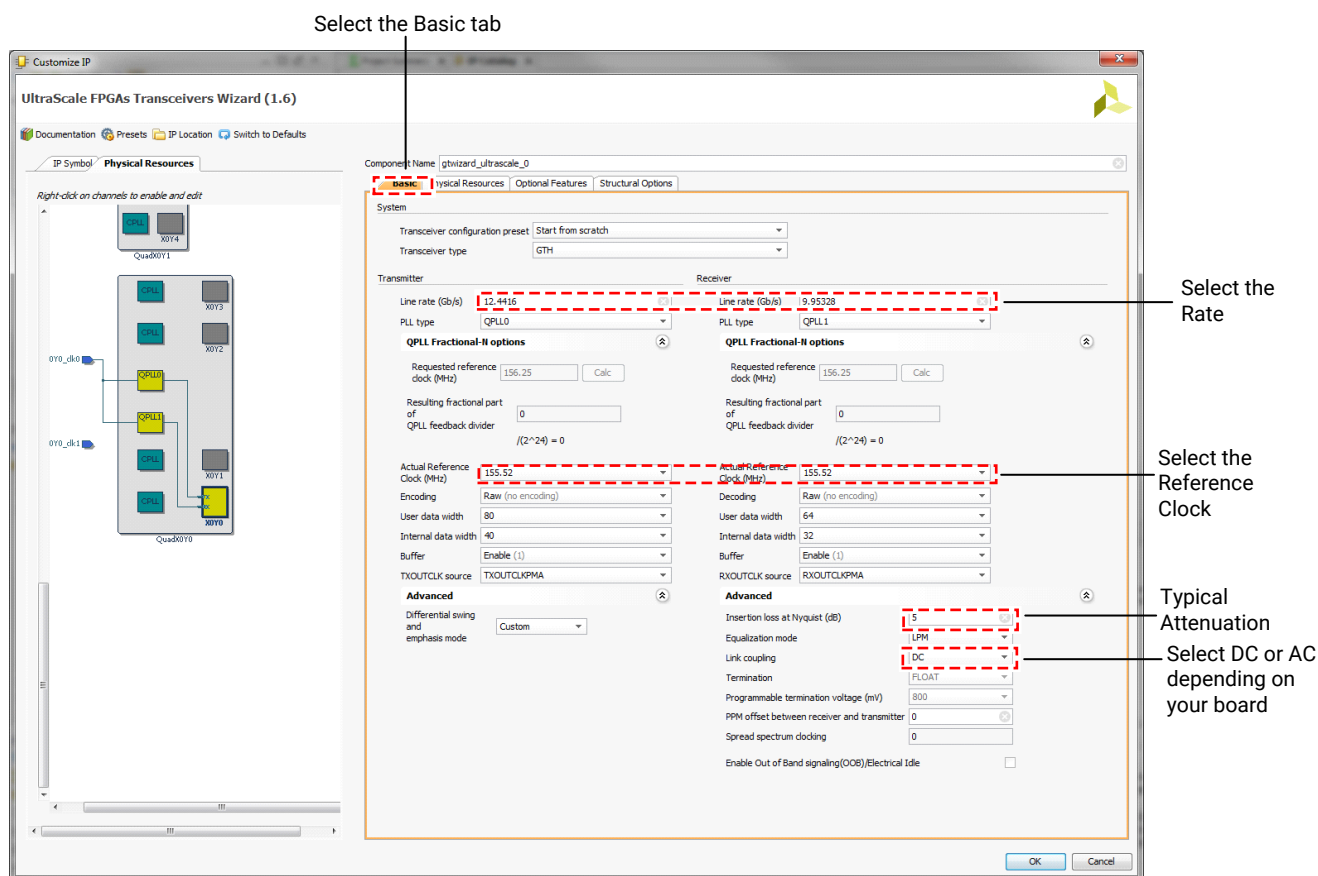 Select the Basic tab
Customize IP
UltraScale FPGAs Transceivers Wizard (1.6)
Documentation Presets IP Location Switch to Defaults
IP Symbol Physical Resources
Right-click on channels to enable and edit
CPLL
X0Y4
QuadX0Y1
CPLL
X0Y3
CPLL
X0Y2
0Y0_clk0
QPLL0
QPLL1
0Y0_clk1
CPLL
X0Y1
CPLL
X0Y0
QuadX0Y0
Component Name gtwizard_ultrascale_0
Basic ysical Resources Optional Features Structural Options
System
Transceiver configuration preset Start from scratch
Transceiver type GTH
Transmitter Receiver
Line rate (Gb/s) 12.4416 Line rate (Gb/s) 9.95328
PLL type QPLL0 PLL type QPLL1
QPLL Fractional-N options QPLL Fractional-N options
Requested reference clock (MHz) 156.25 Calc Requested reference clock (MHz) 156.25 Calc
Resulting fractional part of QPLL feedback divider 0 Resulting fractional part of QPLL feedback divider 0
/(2^24) = 0 /(2^24) = 0
Actual Reference Clock (MHz) 155.52 Actual Reference Clock (MHz) 155.52
Encoding Raw (no encoding) Decoding Raw (no encoding)
User data width 80 User data width 64
Internal data width 40 Internal data width 32
Buffer Enable (1) Buffer Enable (1)
TXOUTCLK source TXOUTCLKPMA RXOUTCLK source RXOUTCLKPMA
Advanced Advanced
Differential swing and emphasis mode Custom
Insertion loss at Nyquist (dB) 5
Equalization mode LPM
Link coupling DC
Termination FLOAT
Programmable termination voltage (mV) 800
PPM offset between receiver and transmitter 0
Spread spectrum clocking 0
Enable Out of Band signaling(OOB)/Electrical Idle
OK Cancel
Select the
Rate
Select the
Reference
Clock
Typical
Attenuation
Select DC or AC
depending on
your board